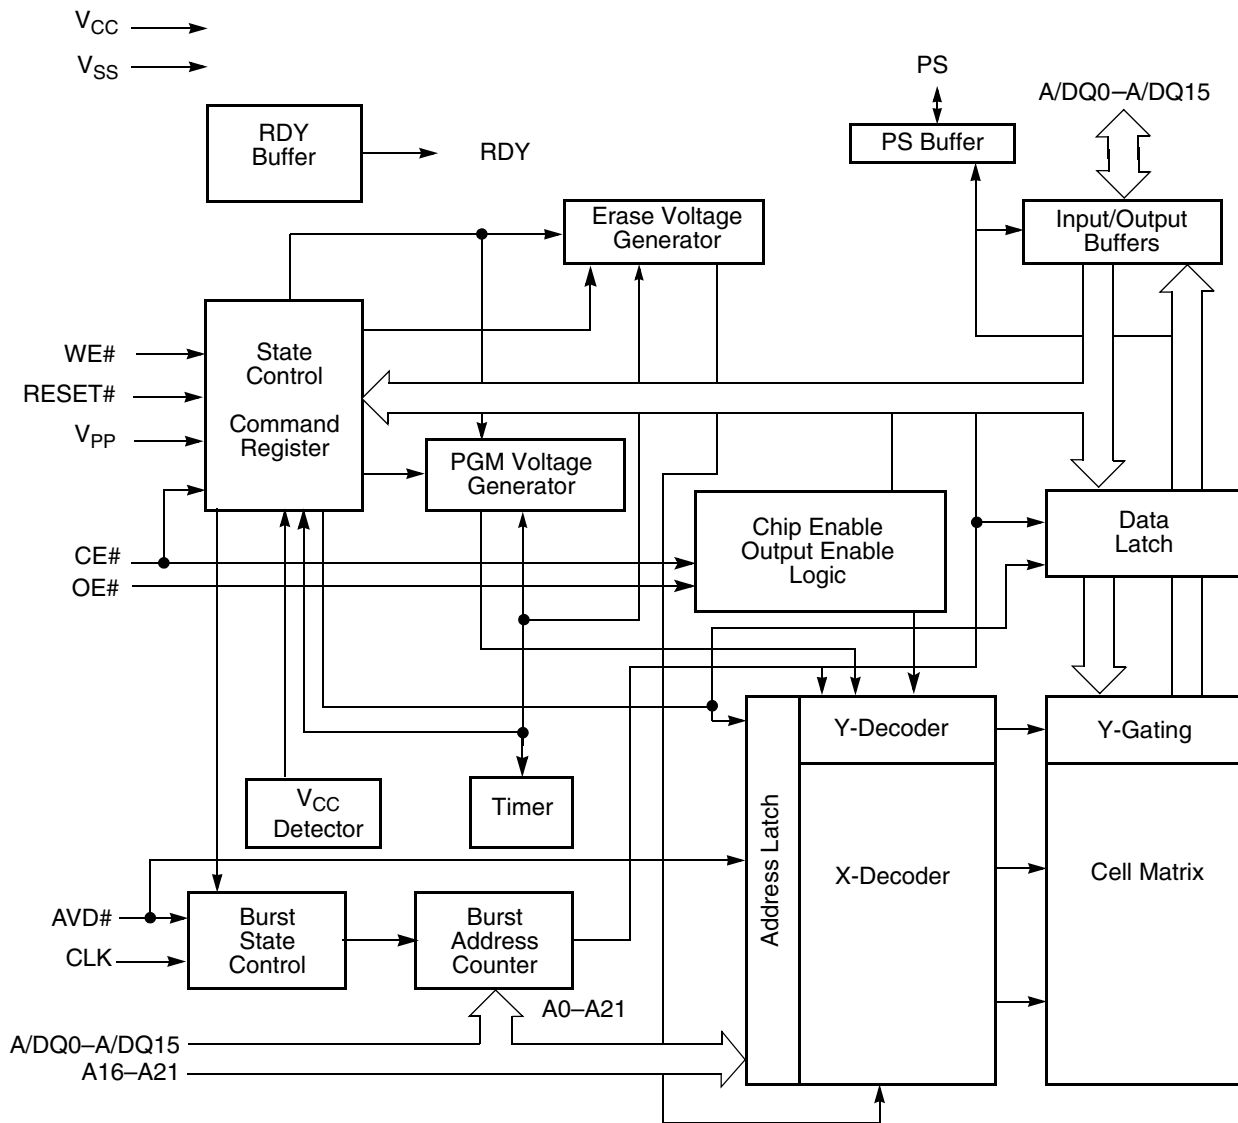 VCC
VSS
PS
A/DQ0–A/DQ15
RDY
Buffer
RDY
PS Buffer
Erase Voltage
Generator
Input/Output
Buffers
WE#
RESET#
VPP
State
Control
Command
Register
PGM Voltage
Generator
CE#
OE#
Chip Enable
Output Enable
Logic
Data
Latch
Y-Decoder
Y-Gating
VCC
Detector
Timer
Address Latch
X-Decoder
Cell Matrix
AVD#
CLK
Burst
State
Control
Burst
Address
Counter
A0–A21
A/DQ0–A/DQ15
A16–A21